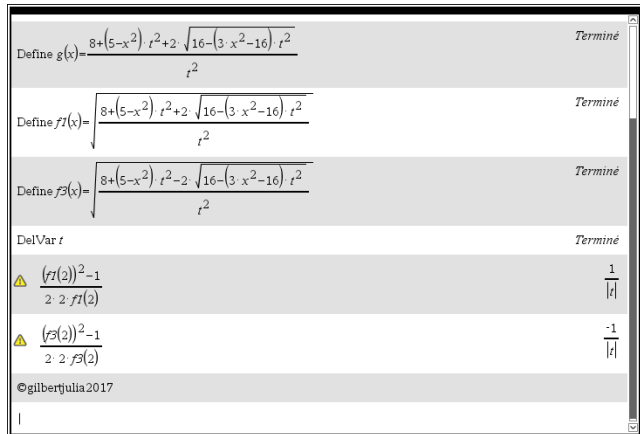 Define g(x)=(8+(5−x²)·t²+2·√(16−(3·x²−16)·t²))/t² Terminé
Define f1(x)=√((8+(5−x²)·t²+2·√(16−(3·x²−16)·t²))/t²) Terminé
Define f3(x)=√((8+(5−x²)·t²−2·√(16−(3·x²−16)·t²))/t²) Terminé
DelVar t Terminé
((f1(2))²−1)/(2·2·f1(2)) 1/|t|
((f3(2))²−1)/(2·2·f3(2)) -1/|t|
©gilbertjulia2017